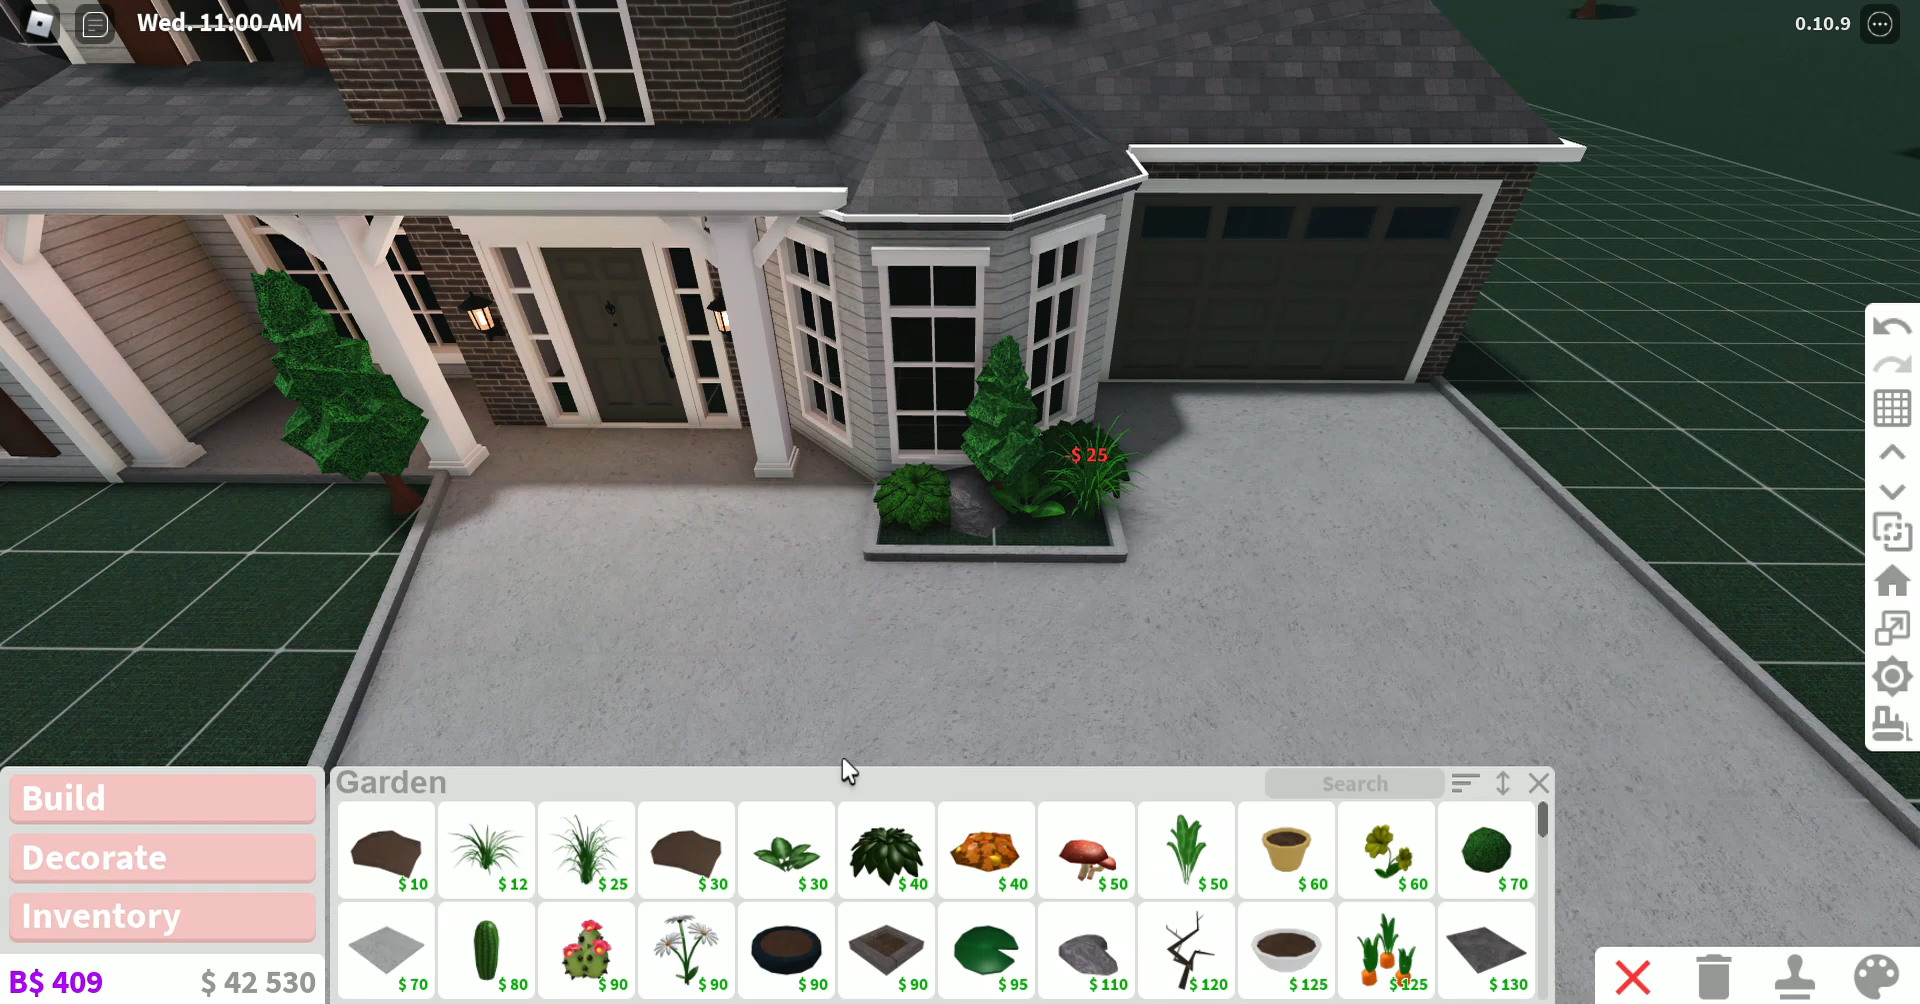 Wed. 11:00 AM
0.10.9
-$ 25
Build
Decorate
Inventory
B$ 409 $ 42 530
Garden
Search
$ 10 $ 12 $ 25 $ 30 $ 30 $ 40 $ 40 $ 50 $ 50 $ 60 $ 60 $ 70
$ 70 $ 80 $ 90 $ 90 $ 90 $ 90 $ 95 $ 110 $ 120 $ 125 $ 125 $ 130